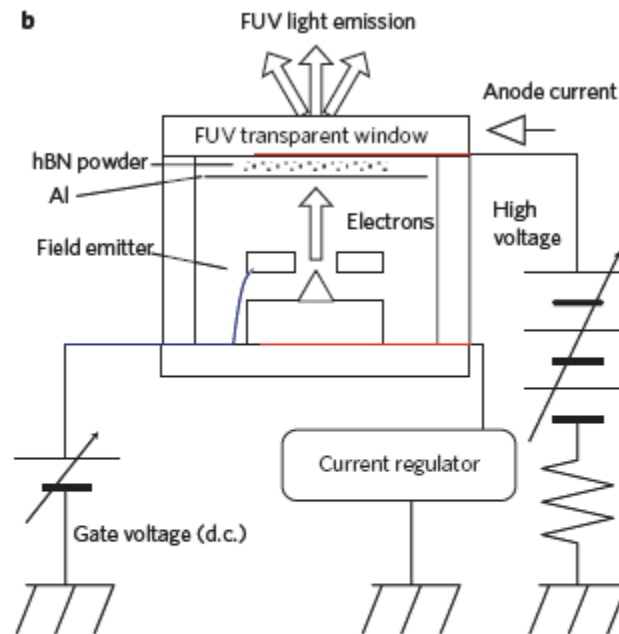 b
FUV light emission
Anode current
FUV transparent window
hBN powder
Al
Electrons
High
voltage
Field emitter
Current regulator
Gate voltage (d.c.)